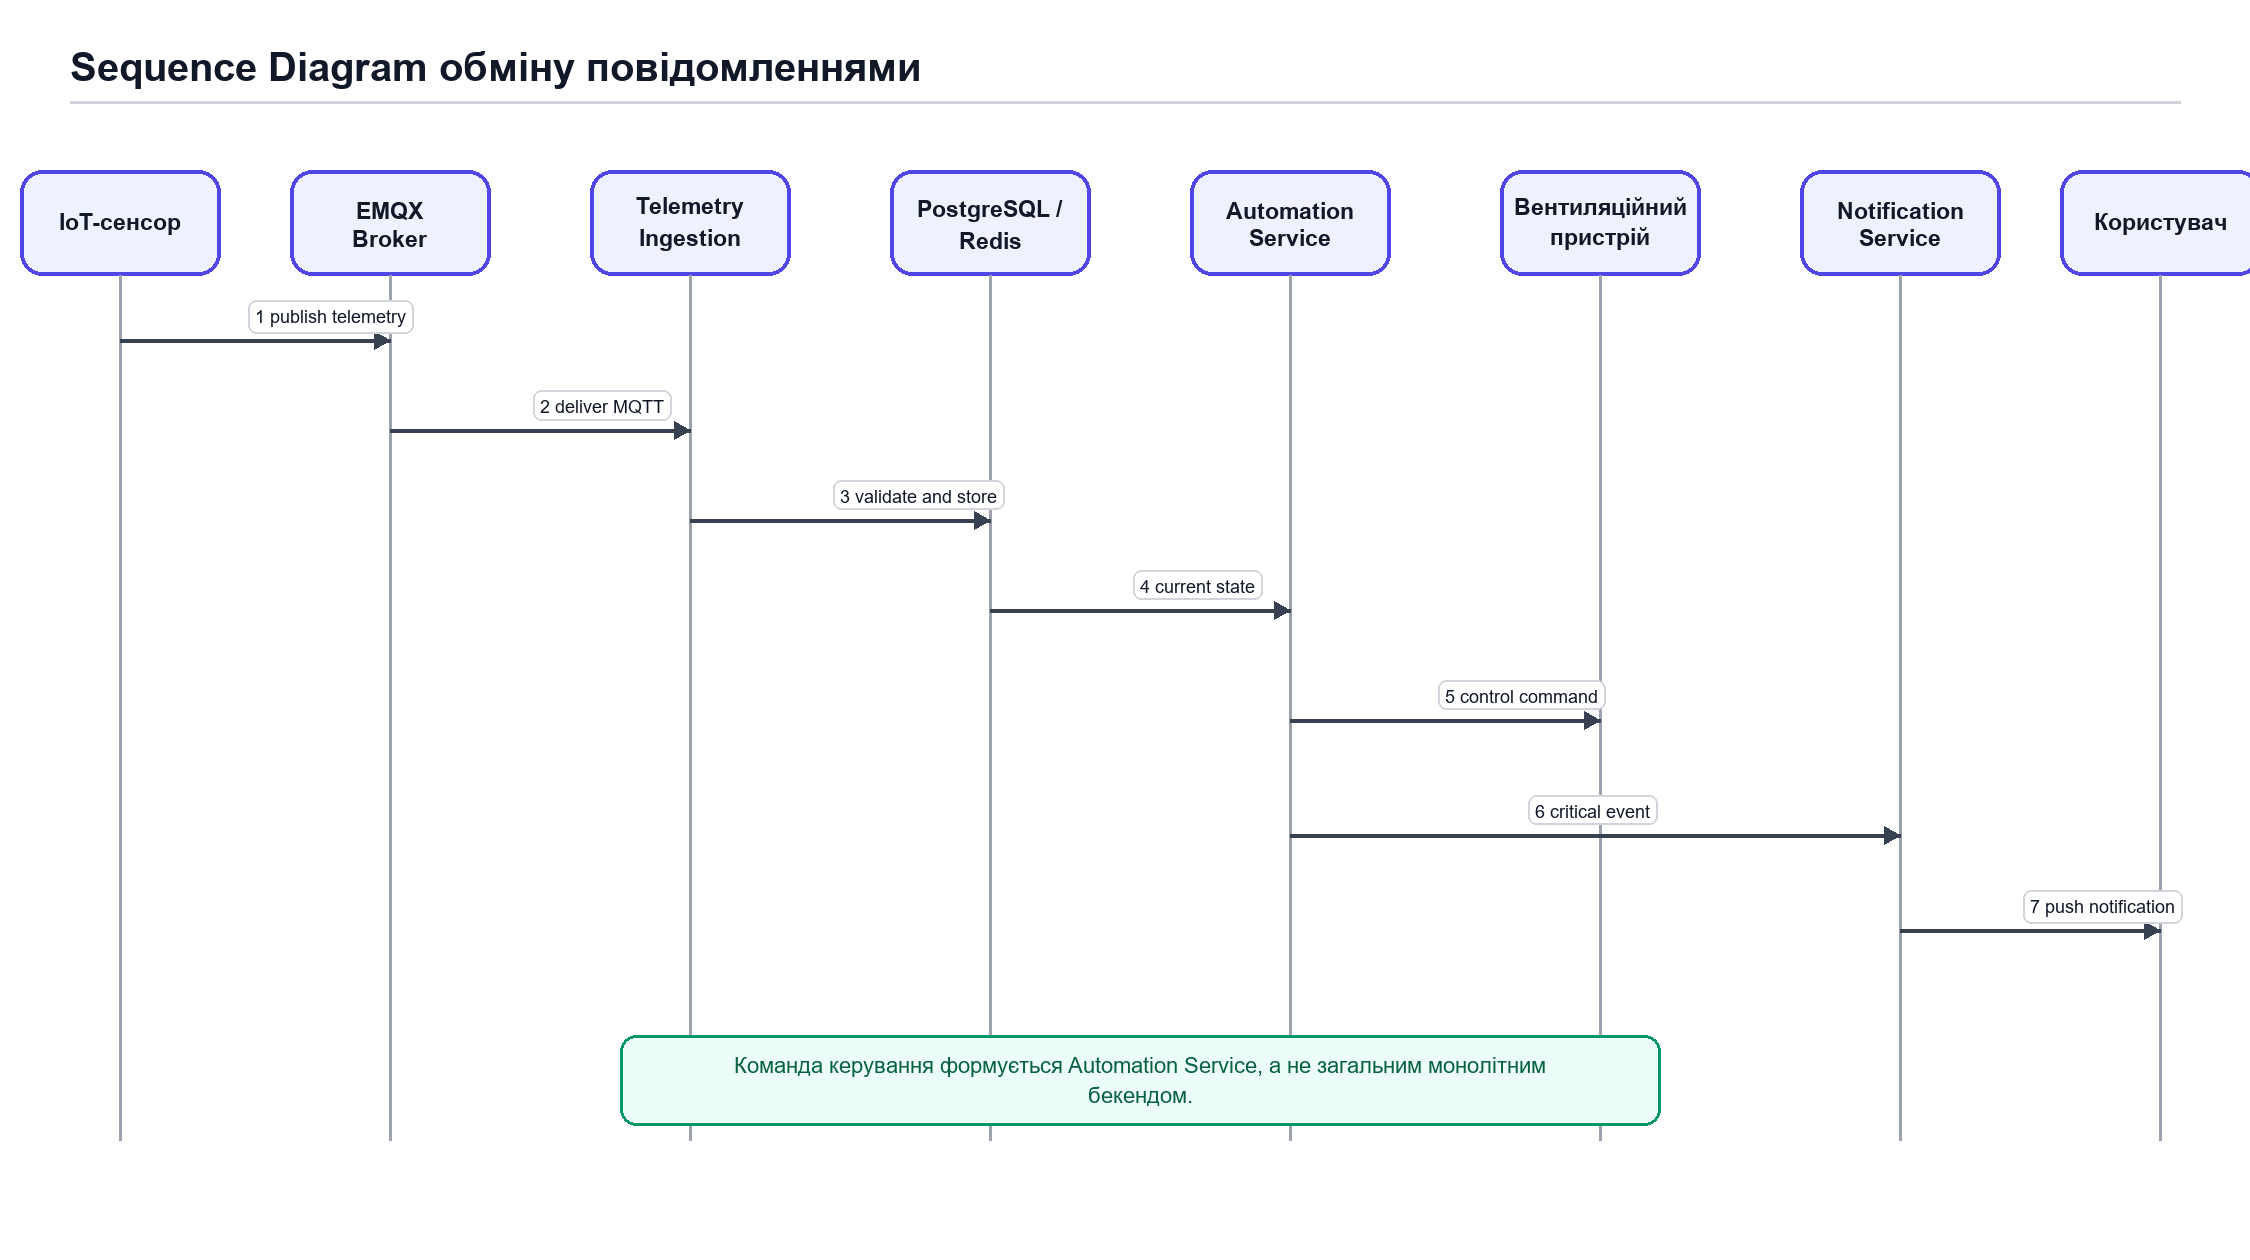 Sequence Diagram обміну повідомленнями
IoT-сенсор
EMQX
Broker
Telemetry
Ingestion
PostgreSQL /
Redis
Automation
Service
Вентиляційний
пристрій
Notification
Service
Користувач
1 publish telemetry
2 deliver MQTT
3 validate and store
4 current state
5 control command
6 critical event
7 push notification
Команда керування формується Automation Service, а не загальним монолітним
бекендом.